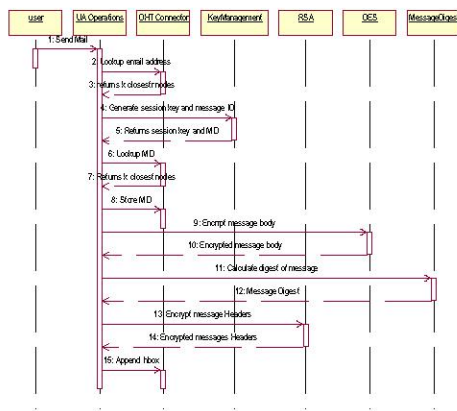 user
UA Operations
DHT Connector
KeyManagement
RSA
DES
MessageDigest
1: Send Mail
2: Lookup email address
3: returns k closest nodes
4: Generate session key and message ID
5: Returns session key and MID
6: Lookup MID
7: Returns k closest nodes
8: Store MID
9: Encrypt message body
10: Encrypted message body
11: Calculate digest of message
12: Message Digest
13: Encrypt message Headers
14: Encrypted messages Headers
15: Append Inbox